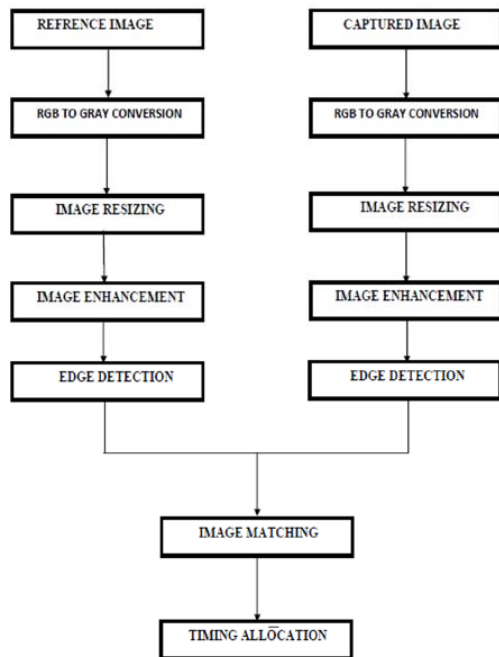 REFRENCE IMAGE
CAPTURED IMAGE
RGB TO GRAY CONVERSION
RGB TO GRAY CONVERSION
IMAGE RESIZING
IMAGE RESIZING
IMAGE ENHANCEMENT
IMAGE ENHANCEMENT
EDGE DETECTION
EDGE DETECTION
IMAGE MATCHING
TIMING ALLOCATION